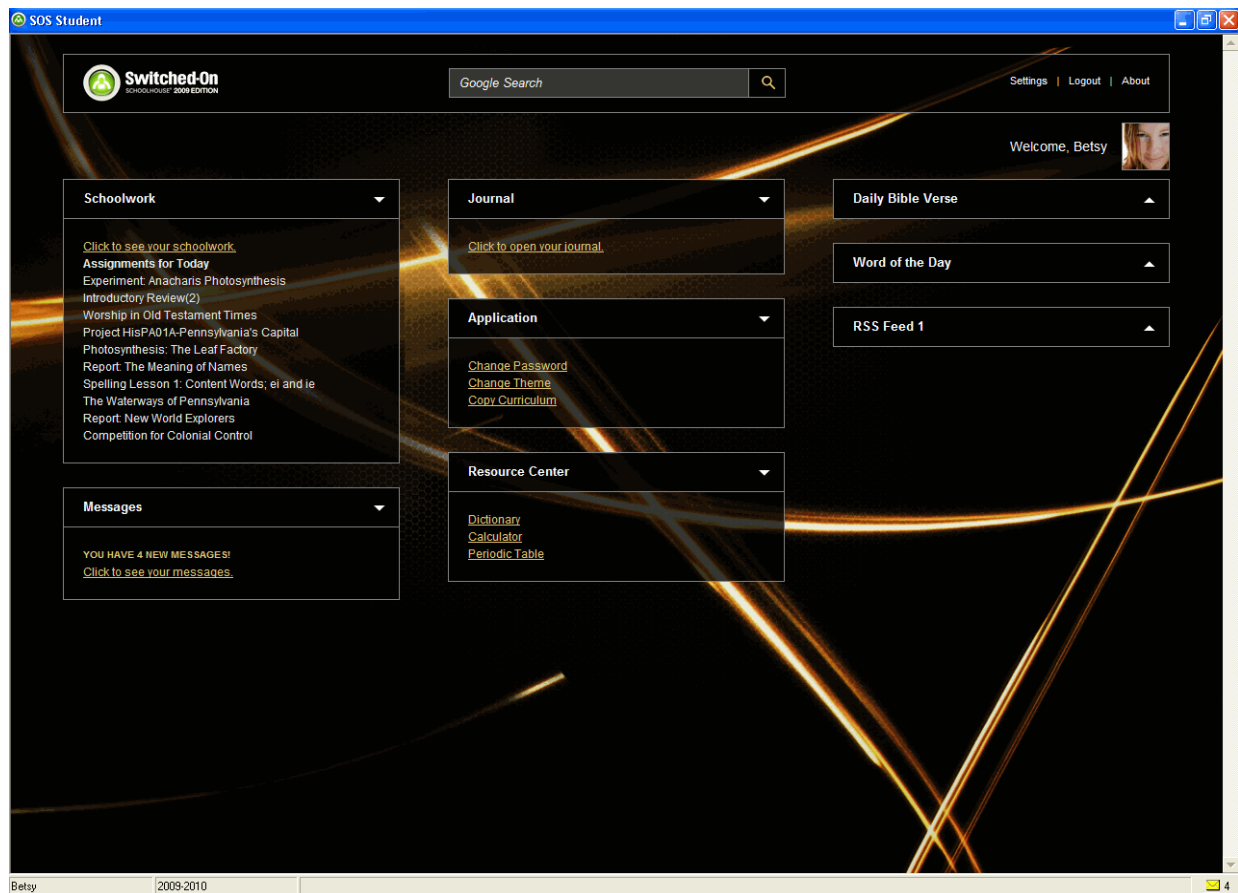 SOS Student
Switched-On
SCHOOLHOUSE® 2009 EDITION
Google Search
Settings | Logout | About
Welcome, Betsy
Schoolwork
Click to see your schoolwork.
Assignments for Today
Experiment: Anacharis Photosynthesis
Introductory Review(2)
Worship in Old Testament Times
Project HisPA01A-Pennsylvania's Capital
Photosynthesis: The Leaf Factory
Report: The Meaning of Names
Spelling Lesson 1: Content Words; ei and ie
The Waterways of Pennsylvania
Report: New World Explorers
Competition for Colonial Control
Messages
YOU HAVE 4 NEW MESSAGES!
Click to see your messages.
Journal
Click to open your journal.
Application
Change Password
Change Theme
Copy Curriculum
Resource Center
Dictionary
Calculator
Periodic Table
Daily Bible Verse
Word of the Day
RSS Feed 1
Betsy
2009-2010
4